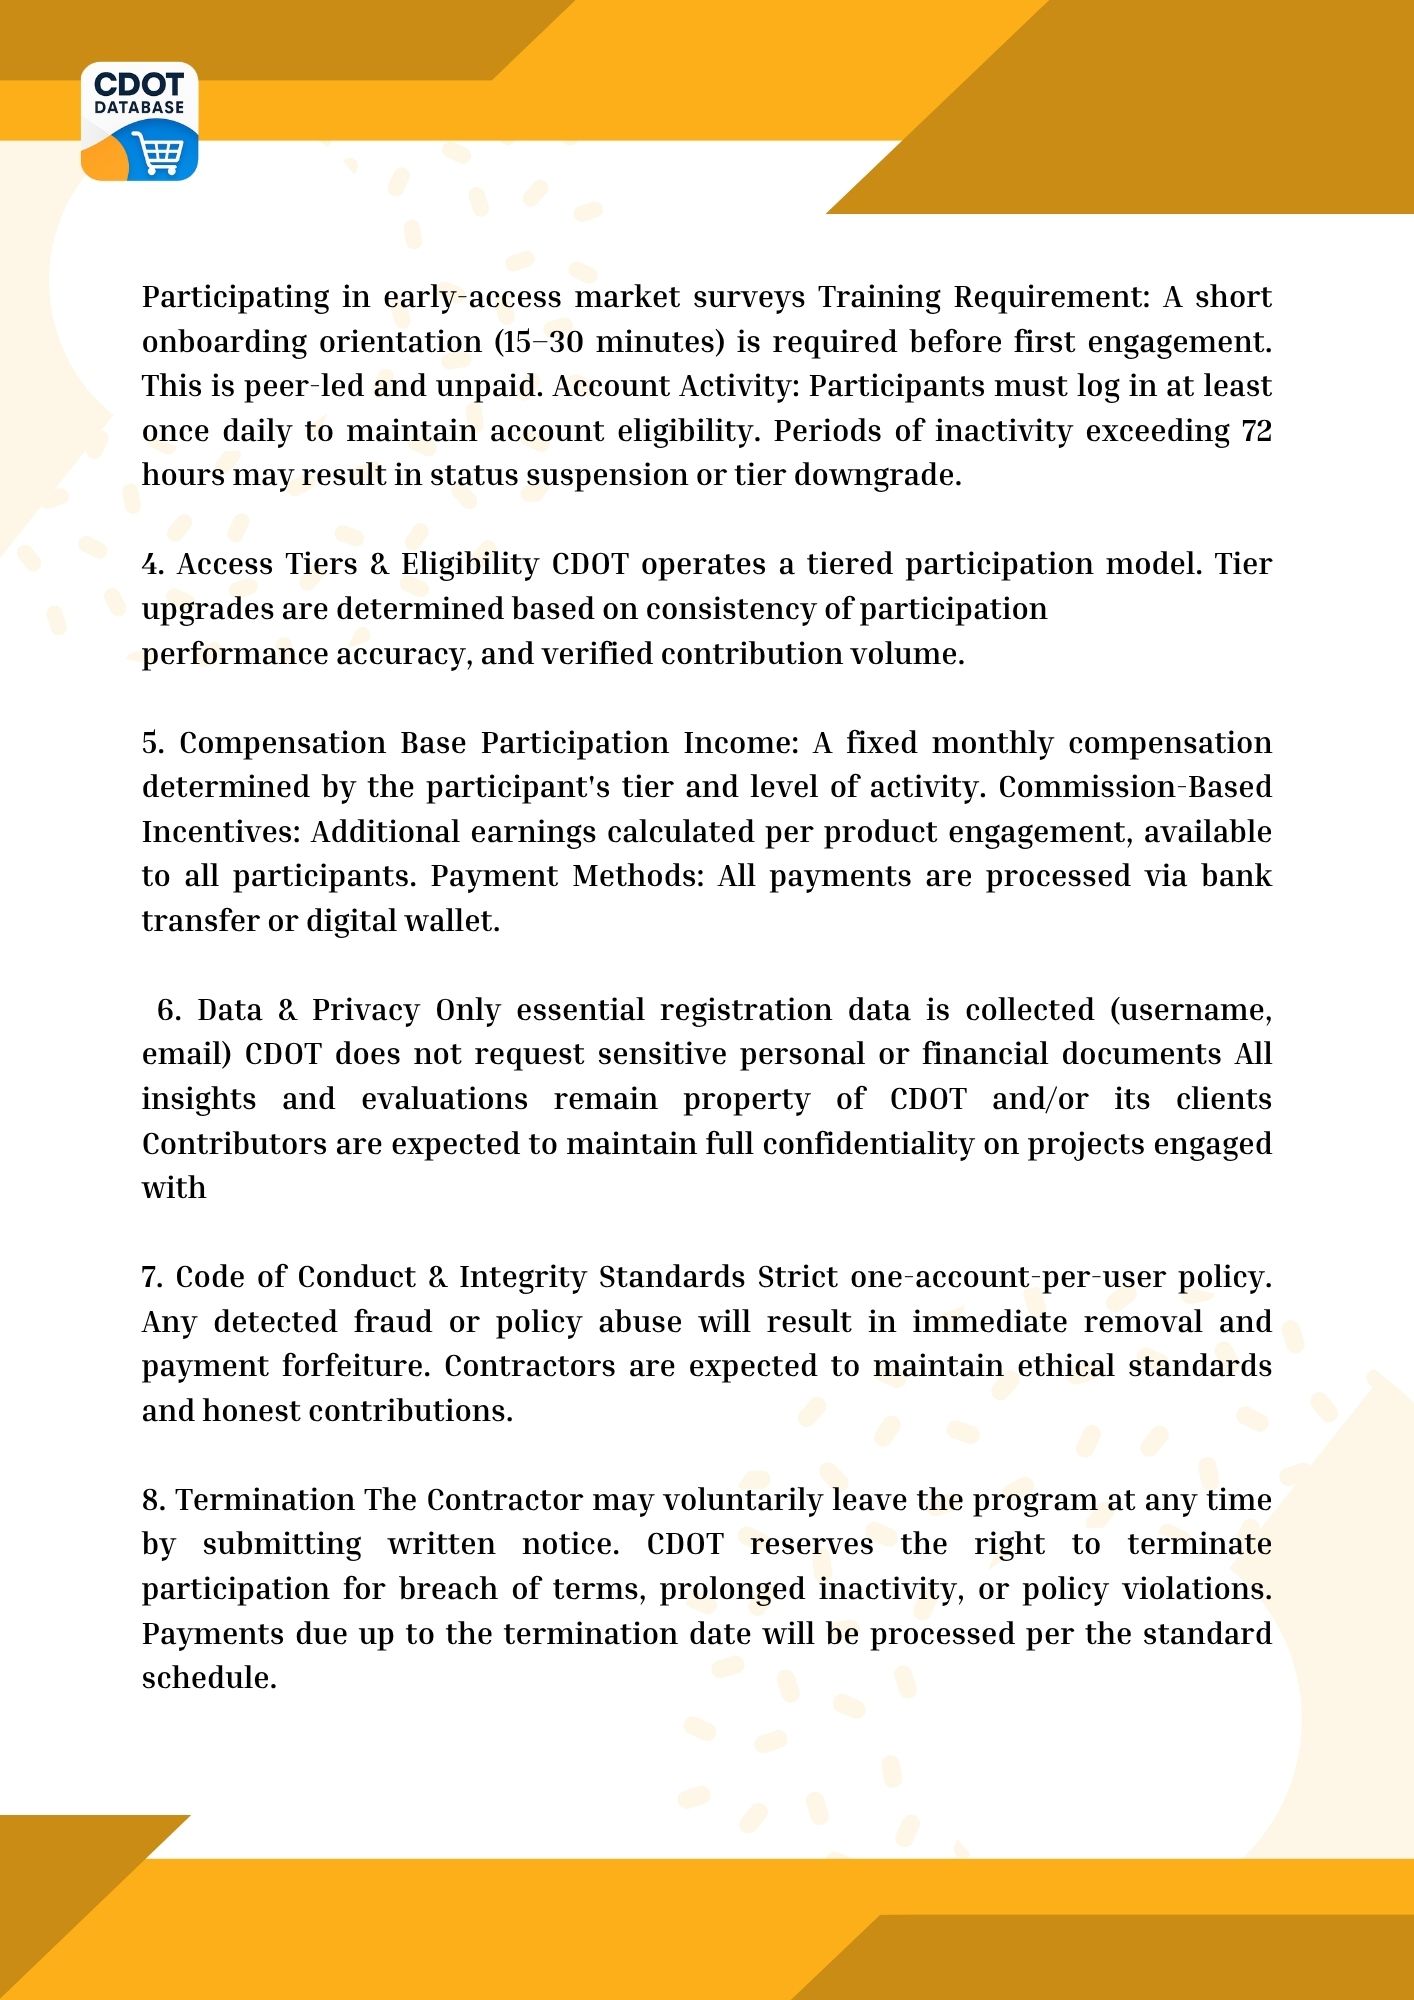 CDOT
DATABASE
Participating in early-access market surveys Training Requirement: A short
onboarding orientation (15–30 minutes) is required before first engagement.
This is peer-led and unpaid. Account Activity: Participants must log in at least
once daily to maintain account eligibility. Periods of inactivity exceeding 72
hours may result in status suspension or tier downgrade.
4. Access Tiers & Eligibility CDOT operates a tiered participation model. Tier
upgrades are determined based on consistency of participation
performance accuracy, and verified contribution volume.
5. Compensation Base Participation Income: A fixed monthly compensation
determined by the participant's tier and level of activity. Commission-Based
Incentives: Additional earnings calculated per product engagement, available
to all participants. Payment Methods: All payments are processed via bank
transfer or digital wallet.
6. Data & Privacy Only essential registration data is collected (username,
email) CDOT does not request sensitive personal or financial documents All
insights and evaluations remain property of CDOT and/or its clients
Contributors are expected to maintain full confidentiality on projects engaged
with
7. Code of Conduct & Integrity Standards Strict one-account-per-user policy.
Any detected fraud or policy abuse will result in immediate removal and
payment forfeiture. Contractors are expected to maintain ethical standards
and honest contributions.
8. Termination The Contractor may voluntarily leave the program at any time
by submitting written notice. CDOT reserves the right to terminate
participation for breach of terms, prolonged inactivity, or policy violations.
Payments due up to the termination date will be processed per the standard
schedule.